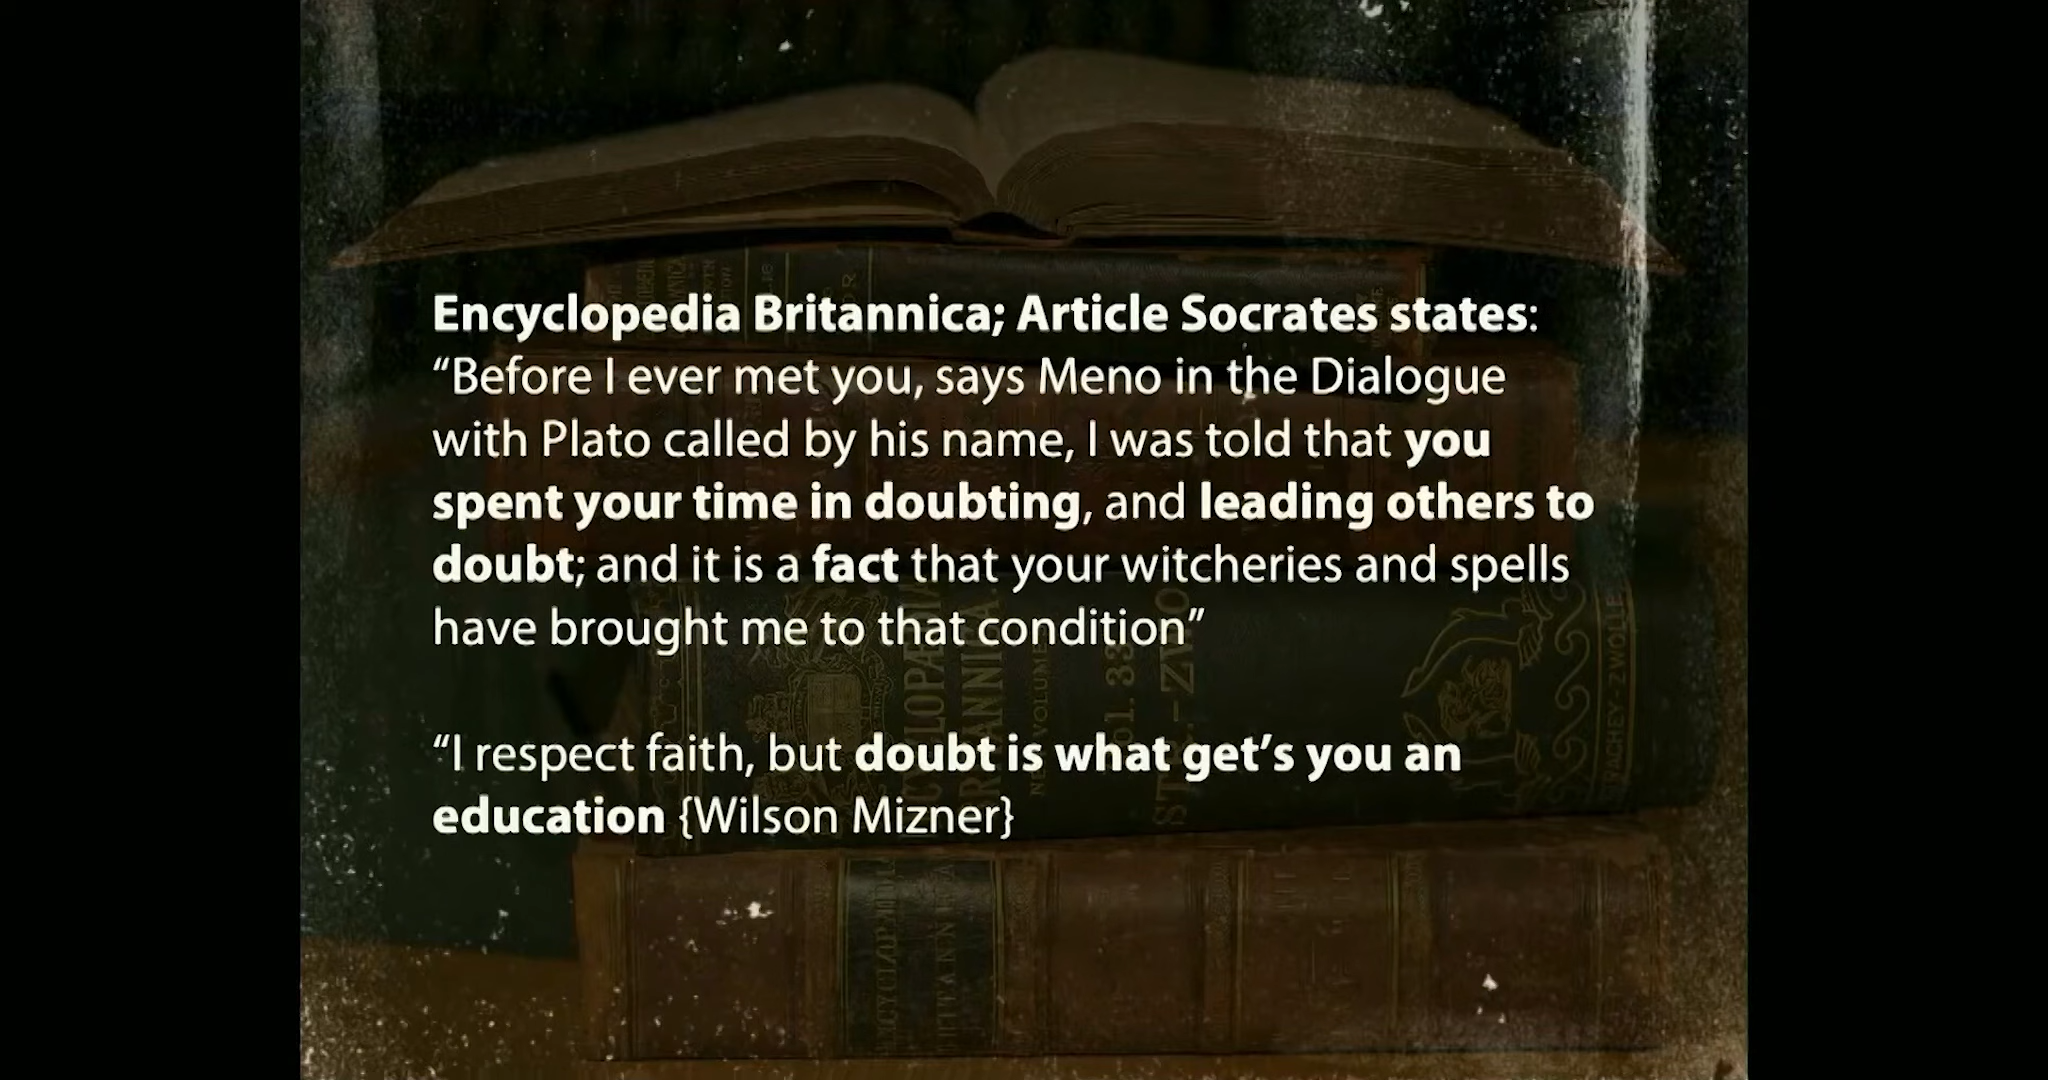 Encyclopedia Britannica; Article Socrates states:
“Before I ever met you, says Meno in the Dialogue
with Plato called by his name, I was told that you
spent your time in doubting, and leading others to
doubt; and it is a fact that your witcheries and spells
have brought me to that condition”
“I respect faith, but doubt is what get’s you an
education {Wilson Mizner}